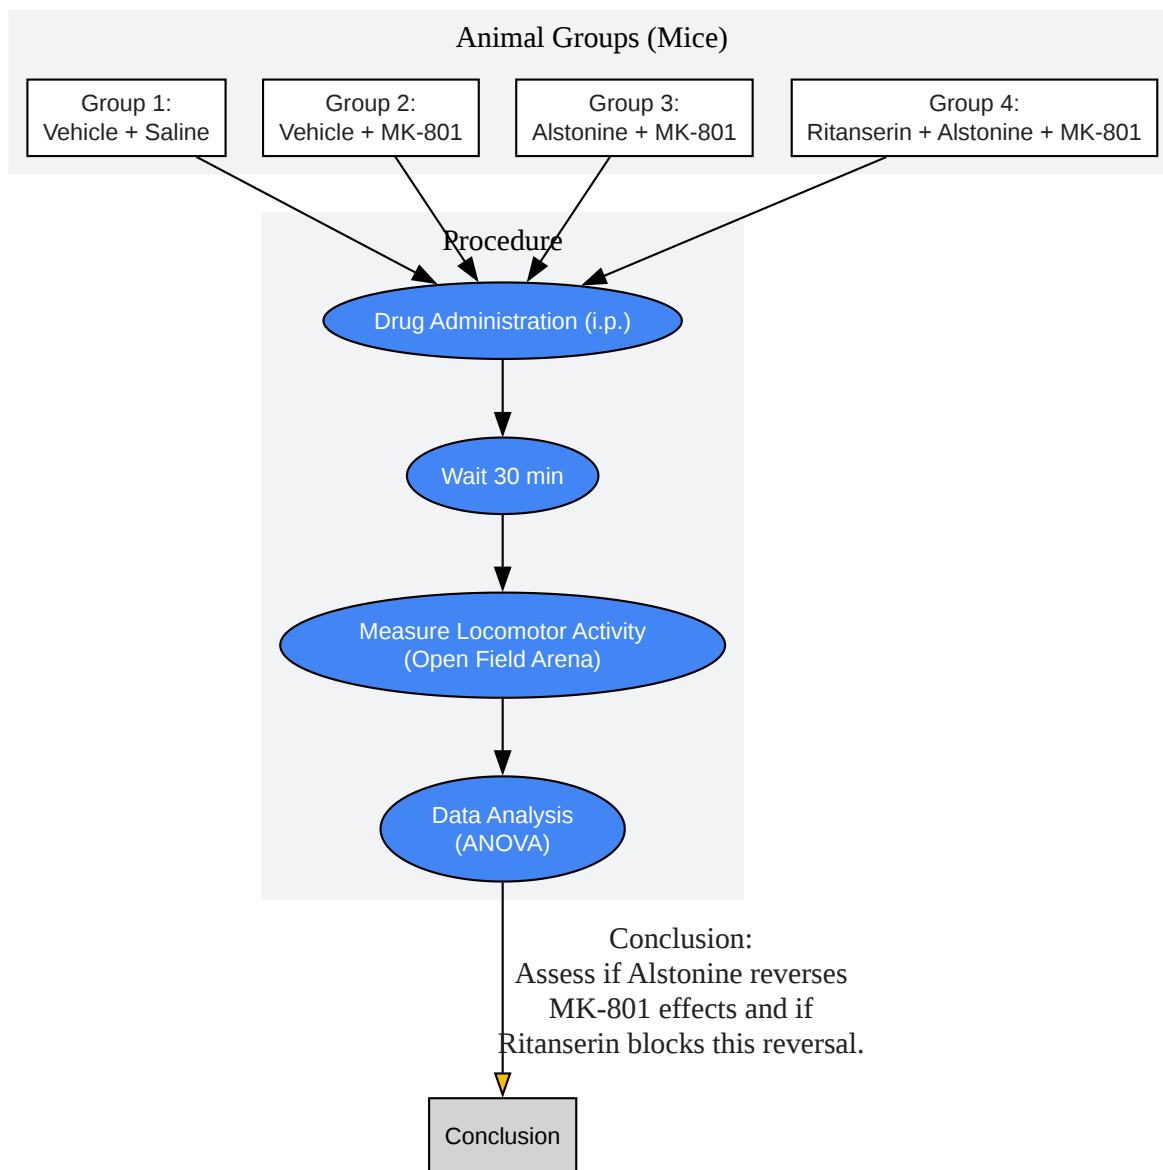 Animal Groups (Mice)
Group 1:
Vehicle + Saline
Group 2:
Vehicle + MK-801
Group 3:
Alstonine + MK-801
Group 4:
Ritanserin + Alstonine + MK-801
Procedure
Drug Administration (i.p.)
Wait 30 min
Measure Locomotor Activity
(Open Field Arena)
Data Analysis
(ANOVA)
Conclusion:
Assess if Alstonine reverses
MK-801 effects and if
Ritanserin blocks this reversal.
Conclusion